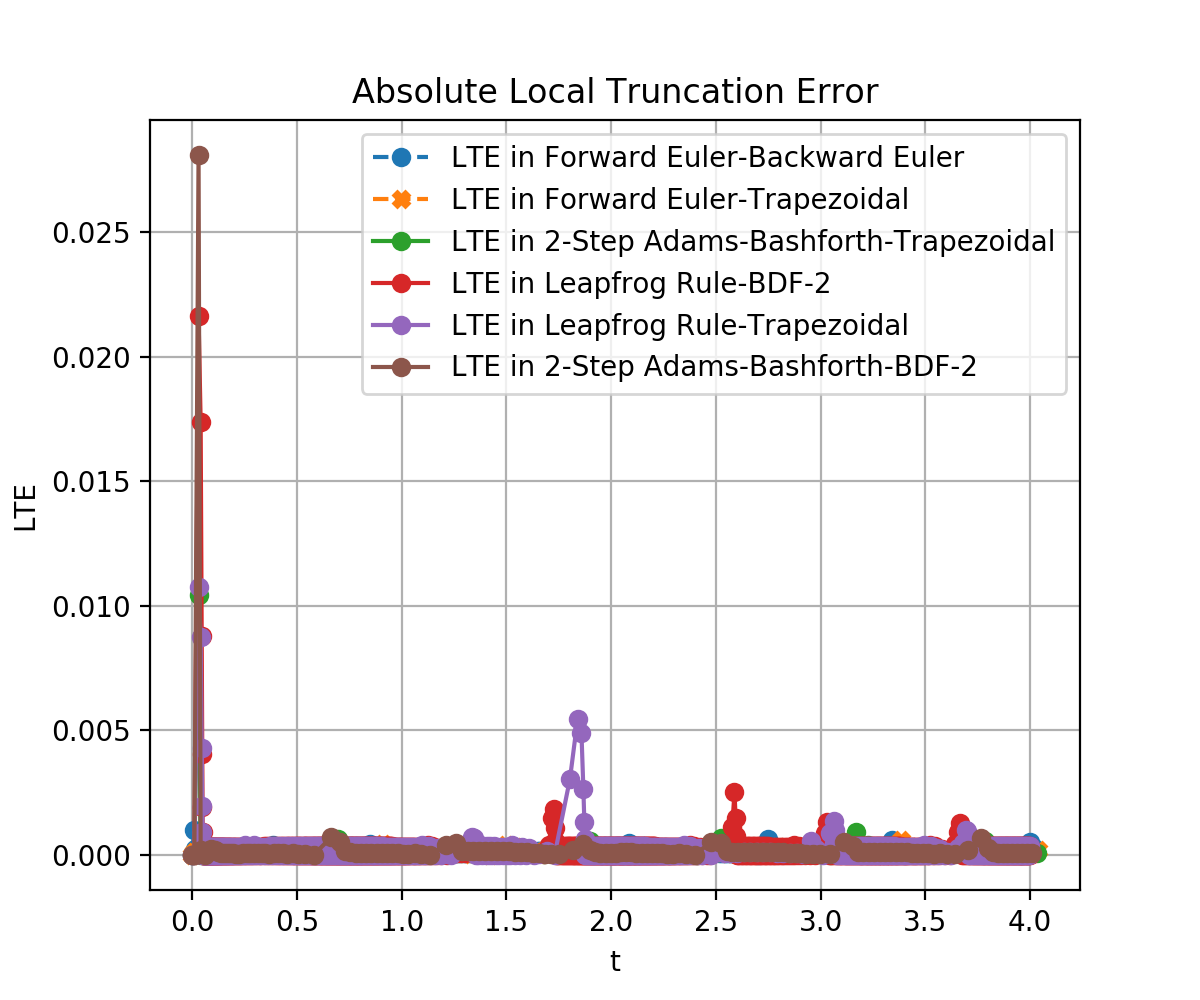 Absolute Local Truncation Error
LTE in Forward Euler-Backward Euler
LTE in Forward Euler-Trapezoidal
LTE in 2-Step Adams-Bashforth-Trapezoidal
LTE in Leapfrog Rule-BDF-2
LTE in Leapfrog Rule-Trapezoidal
LTE in 2-Step Adams-Bashforth-BDF-2
LTE
0.025
0.020
0.015
0.010
0.005
0.000
0.0 0.5 1.0 1.5 2.0 2.5 3.0 3.5 4.0
t